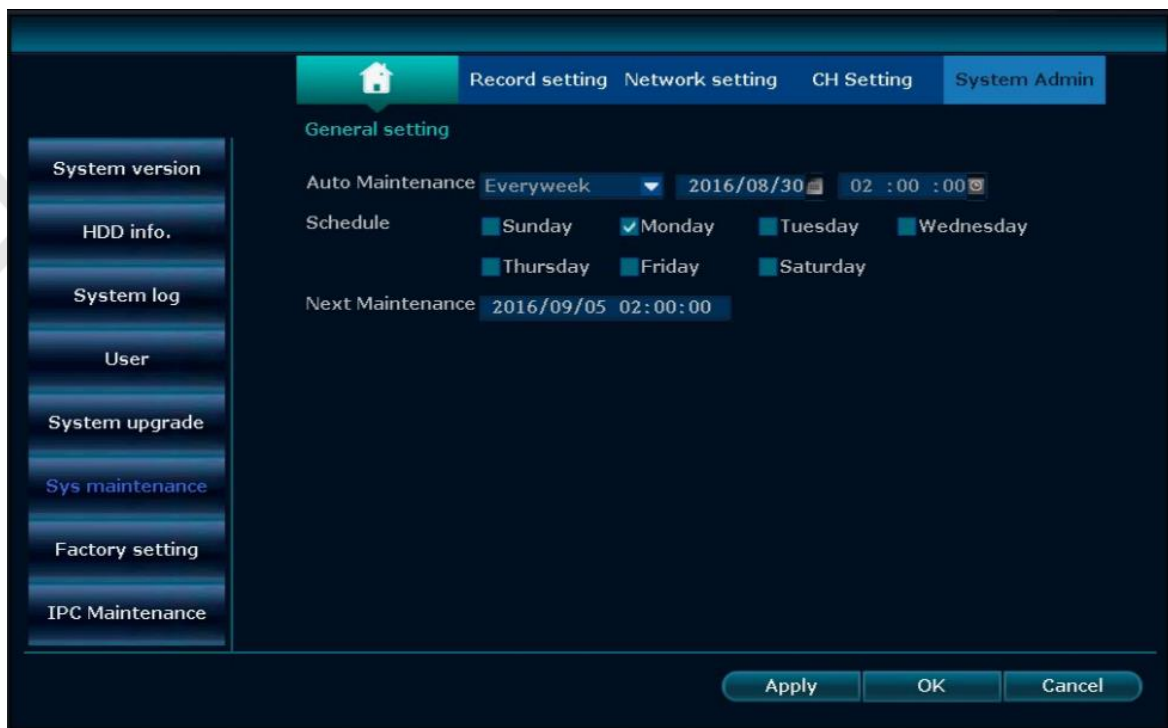 Record setting Network setting CH Setting System Admin
General setting
System version
HDD info.
System log
User
System upgrade
Sys maintenance
Factory setting
IPC Maintenance
Auto Maintenance Everyweek 2016/08/30 02 :00 :00
Schedule Sunday Monday Tuesday Wednesday
Thursday Friday Saturday
Next Maintenance 2016/09/05 02:00:00
Apply OK Cancel